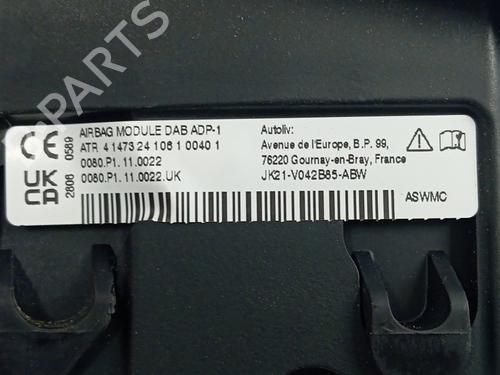 AIRBAG MODULE DAB ADP-1
ATR 4 1473 24 106 1 0040 1
0080.P1.11.0022
0080.P1.11.0022.UK
CE 0589
UK CA 2806
Autoliv:
Avenue de l'Europe, B.P. 99,
76220 Gournay-en-Bray, France
JK21-V042B85-ABW
ASWMC